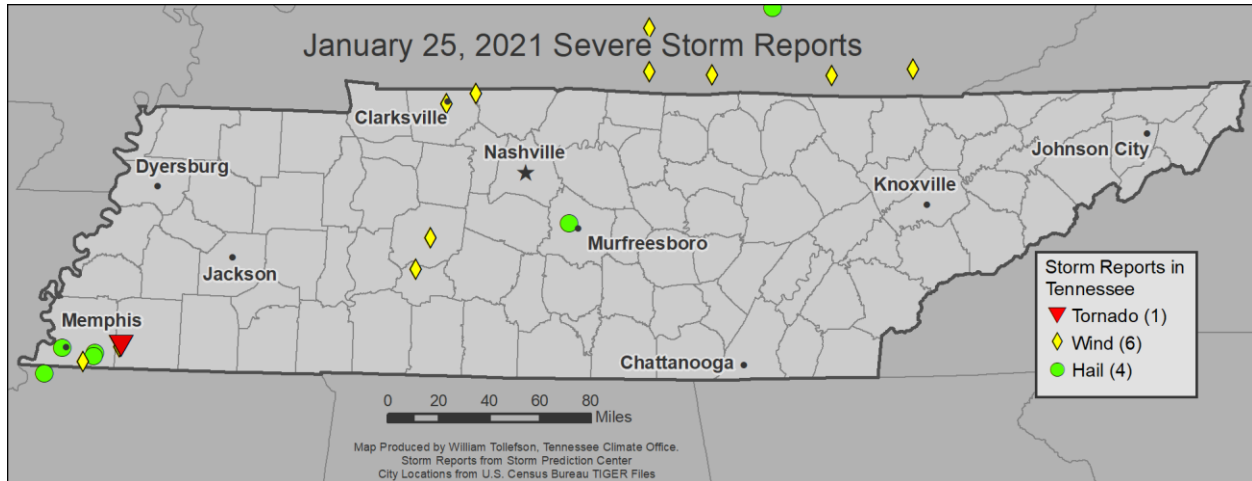 January 25, 2021 Severe Storm Reports
Clarksville
Nashville
Johnson City
Dyersburg
Knoxville
Murfreesboro
Jackson
Storm Reports in
Tennessee
Tornado (1)
Wind (6)
Hail (4)
Memphis
Chattanooga
0 20 40 60 80
Miles
Map Produced by William Tollefson, Tennessee Climate Office.
Storm Reports from Storm Prediction Center
City Locations from U.S. Census Bureau TIGER Files